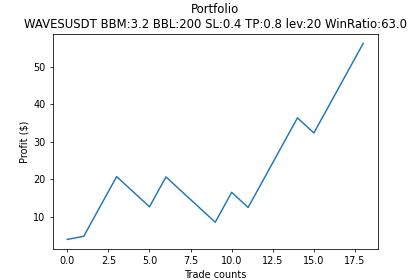 Portfolio
WAVESUSDT BBM:3.2 BBL:200 SL:0.4 TP:0.8 lev:20 WinRatio:63.0
50
40
30
20
10
Profit ($)
0.0 2.5 5.0 7.5 10.0 12.5 15.0 17.5
Trade counts